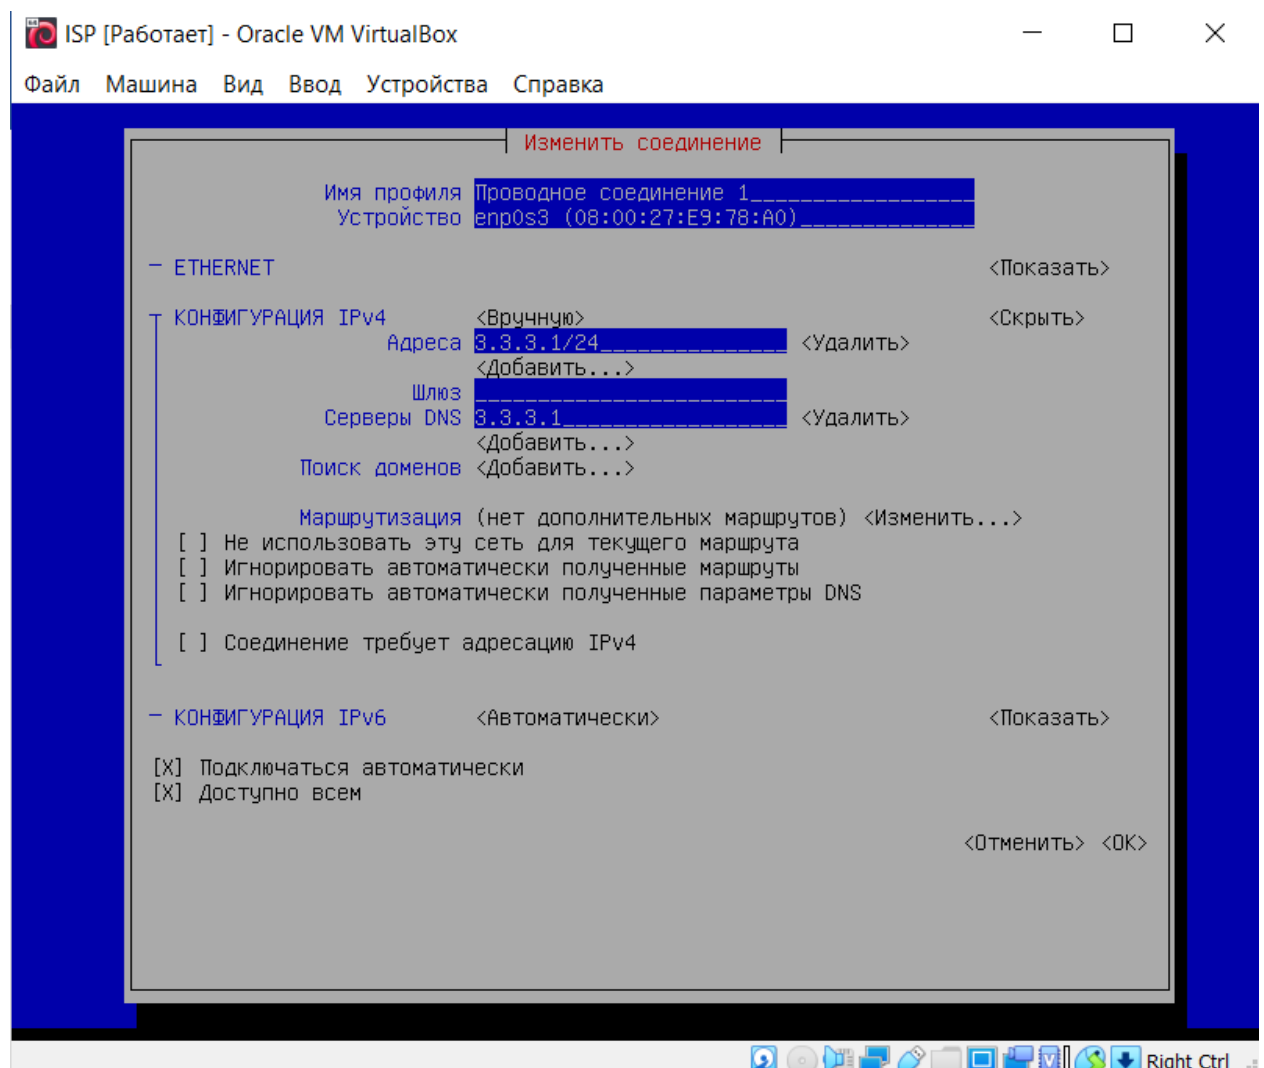 ISP [Работает] - Oracle VM VirtualBox
Файл Машина Вид Ввод Устройства Справка
Изменить соединение
Имя профиля Проводное соединение 1
Устройство enp0s3 (08:00:27:E9:78:A0)
ETHERNET <Показать>
КОНФИГУРАЦИЯ IPv4 <Вручную> <Скрыть>
Адреса 3.3.3.1/24 <Удалить>
<Добавить...>
Шлюз
Серверы DNS 3.3.3.1 <Удалить>
<Добавить...>
Поиск доменов <Добавить...>
Маршрутизация (нет дополнительных маршрутов) <Изменить...>
[ ] Не использовать эту сеть для текущего маршрута
[ ] Игнорировать автоматически полученные маршруты
[ ] Игнорировать автоматически полученные параметры DNS
[ ] Соединение требует адресацию IPv4
КОНФИГУРАЦИЯ IPv6 <Автоматически> <Показать>
[X] Подключаться автоматически
[X] Доступно всем
<Отменить> <OK>
Right Ctrl